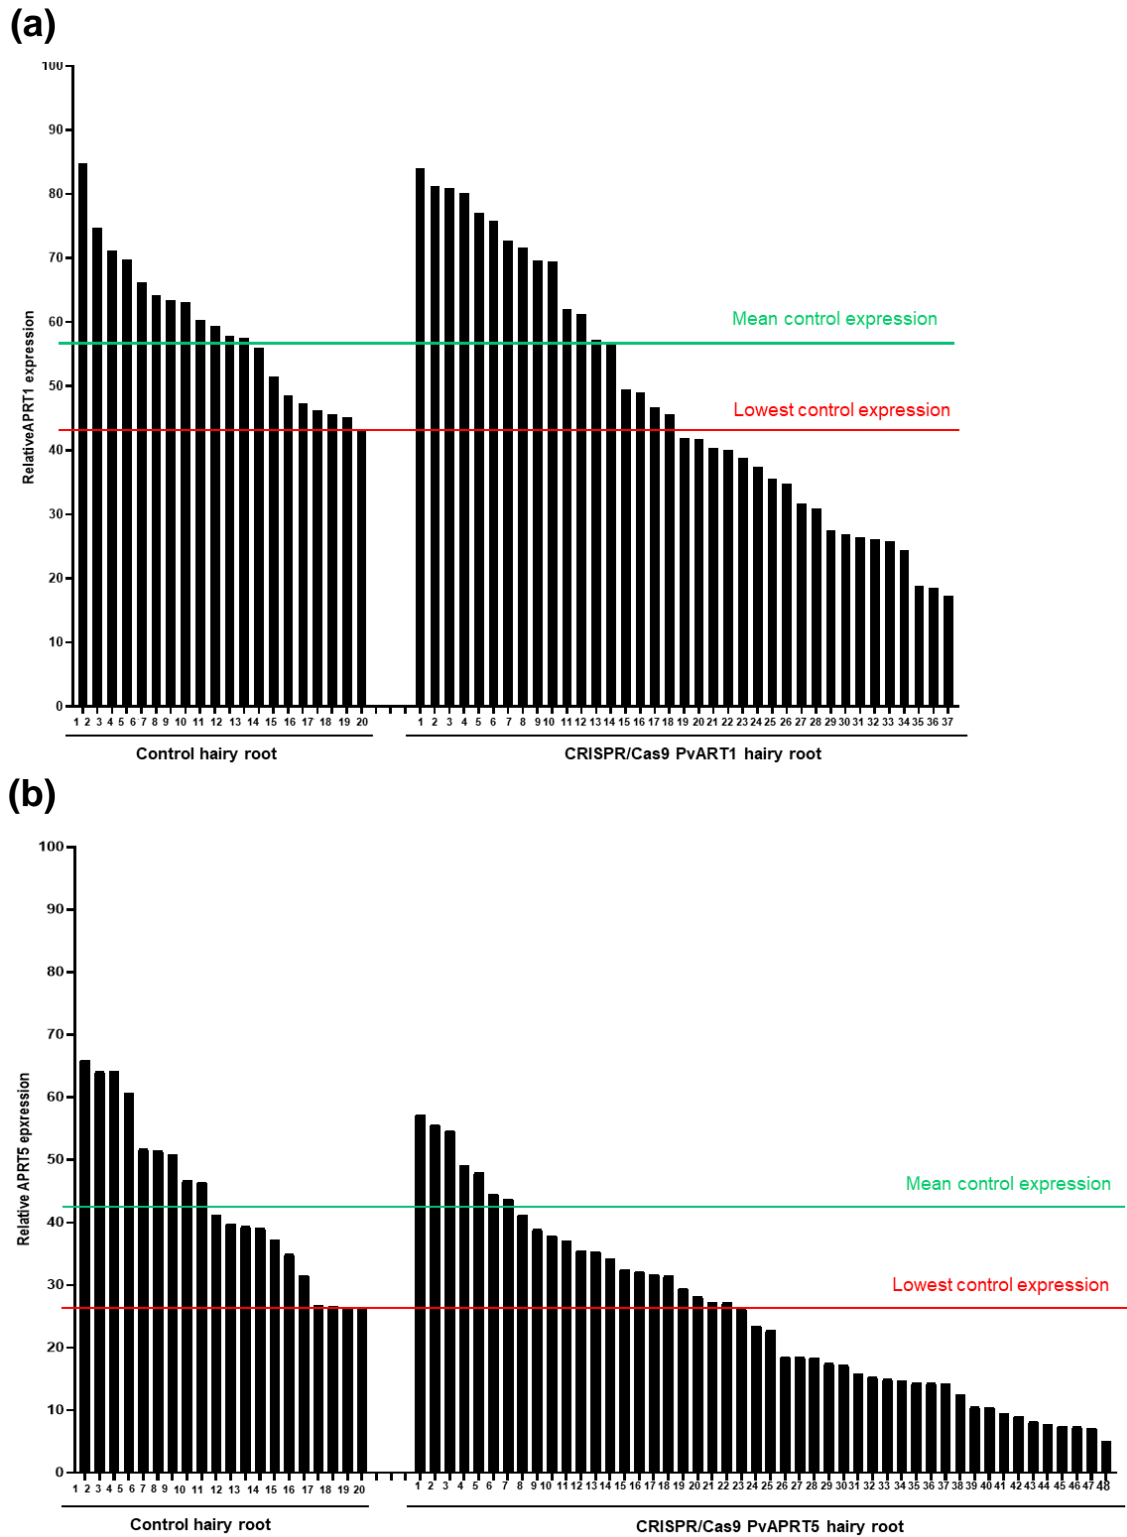 (a)
100
90
80
70
60
50
40
30
20
10
0
RelativeAPRT1 expression
Mean control expression
Lowest control expression
1 2 3 4 5 6 7 8 9 10 11 12 13 14 15 16 17 18 19 20
1 2 3 4 5 6 7 8 9 10 11 12 13 15 16 17 18 19 20 21 22 23 24 25 26 27 28 29 30 31 32 33 34 35 36 37
Control hairy root
CRISPR/Cas9 PvART1 hairy root
(b)
100
90
80
70
60
50
40
30
20
10
0
Relative APRT5 epxression
Mean control expression
Lowest control expression
1 2 3 4 5 6 7 8 9 10 11 12 13 14 15 16 17 18 19 20
1 2 3 4 5 6 7 8 9 10 11 12 13 14 15 16 17 18 19 20 21 22 23 24 25 26 27 28 29 30 31 32 33 34 35 36 37 38 39 40 41 42 43 44 45 46 47 48
Control hairy root
CRISPR/Cas9 PvAPRT5 hairy root